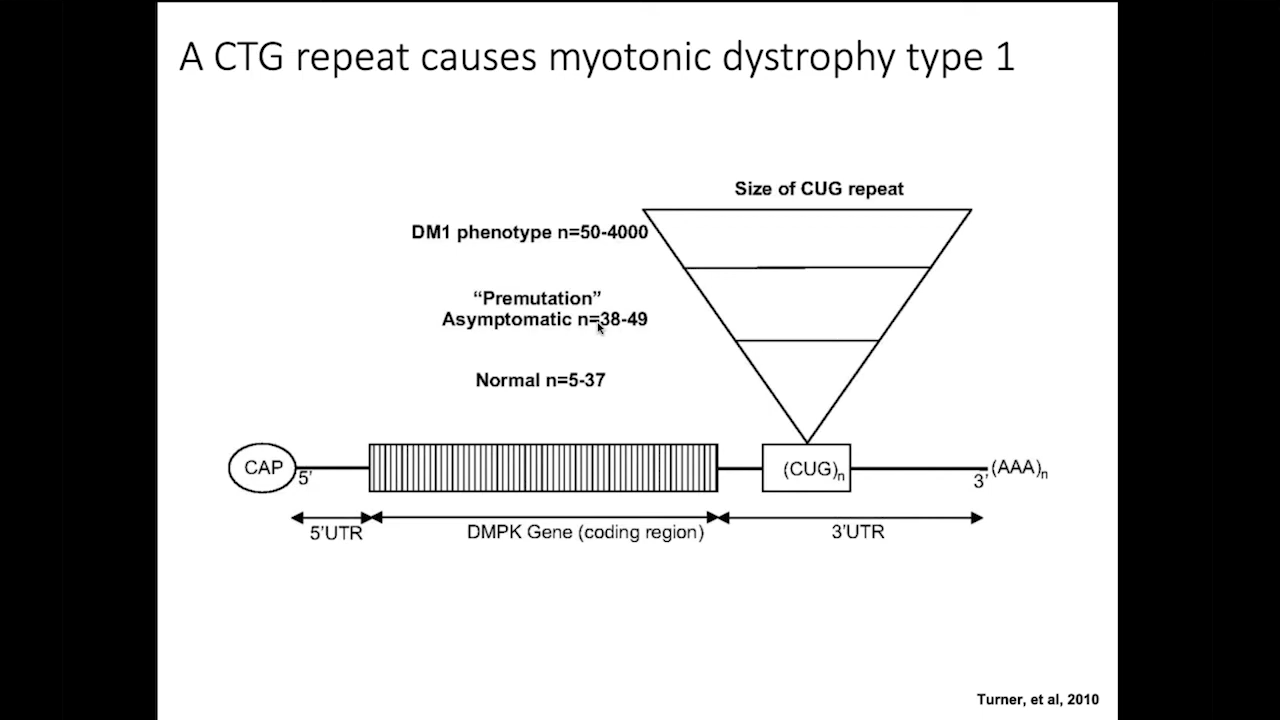 A CTG repeat causes myotonic dystrophy type 1
Size of CUG repeat
DM1 phenotype n=50-4000
“Premutation”
Asymptomatic n=38-49
Normal n=5-37
CAP
5’
(CUG)n
3’
(AAA)n
5’UTR
DMPK Gene (coding region)
3’UTR
Turner, et al, 2010